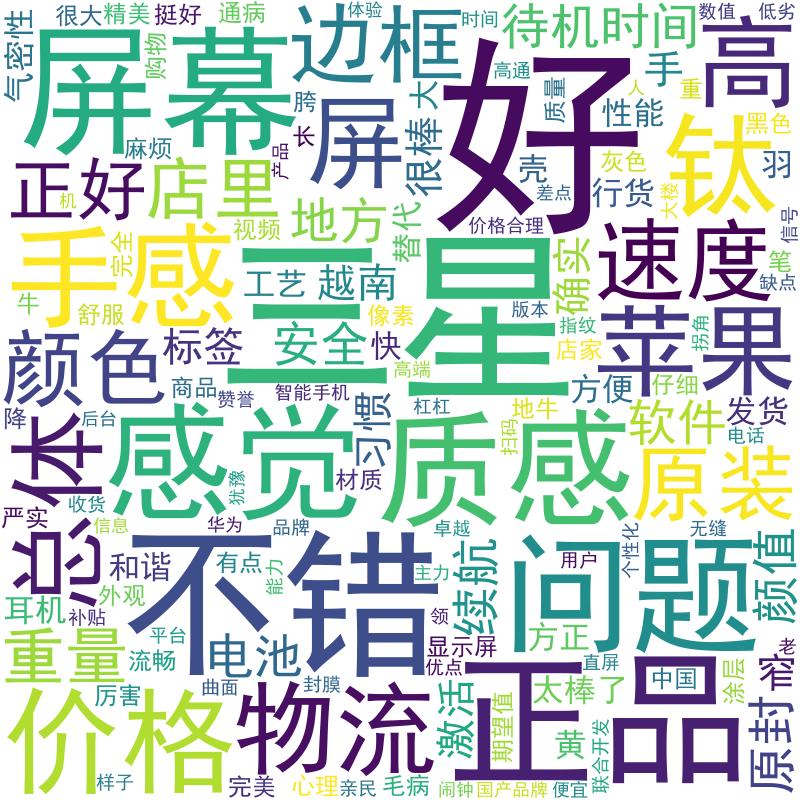 气密性
很大
精美
挺好
通病
购物
屏幕
边框
体验
时间
待机时间
数值
低劣
高
好
胯
屏
大
很棒
高通
手
质量
性能
重
人
黑色
麻烦
长
产品
壳
差点
钛
灰色
行货
大楼
羽
信号
正好
机
店里
视频
地方
替代
价格合理
手感
完全
三星
工艺
越南
确实
速度
笔
缺点
牛
舒服
安全
像素
版本
指纹
苹果
拐角
颜色
标签
快
店家
高端
方便
仔细
商品
赞誉
智能手机
习惯
杠杠
地牛
扫码
软件
发货
电话
降
后台
总体
感觉
质感
原装
犹豫
材质
收货
严实
信息
华为
品牌
卓越
无缝
不错
问题
和谐
有点
能力
主力
续航
用户
个性化
颜值
耳机
补贴
外观
领
重量
平台
流畅
电池
显示屏
优点
方正
直屏
中国
涂层
老
窄
厉害
曲面
封膜
价格
物流
激活
正品
期望值
太棒了
黄
联合开发
原封
样子
完美
心理
亲民
毛病
闹钟
国产品牌
便宜